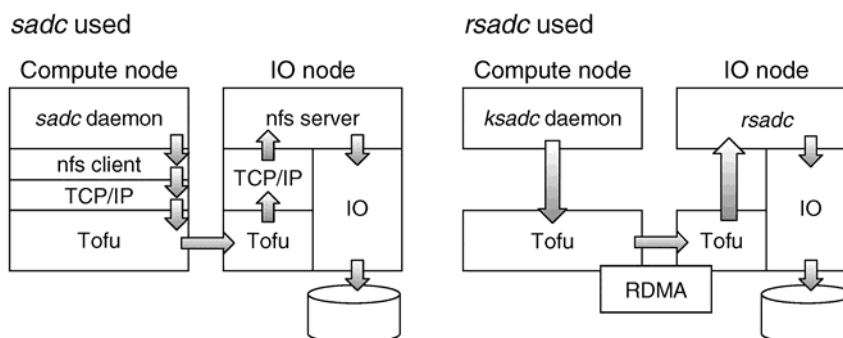 sadc used
Compute node
IO node
sadc daemon
nfs client
TCP/IP
Tofu
nfs server
TCP/IP
Tofu
IO
rsadc used
Compute node
IO node
ksadc daemon
Tofu
rsadc
Tofu
IO
RDMA